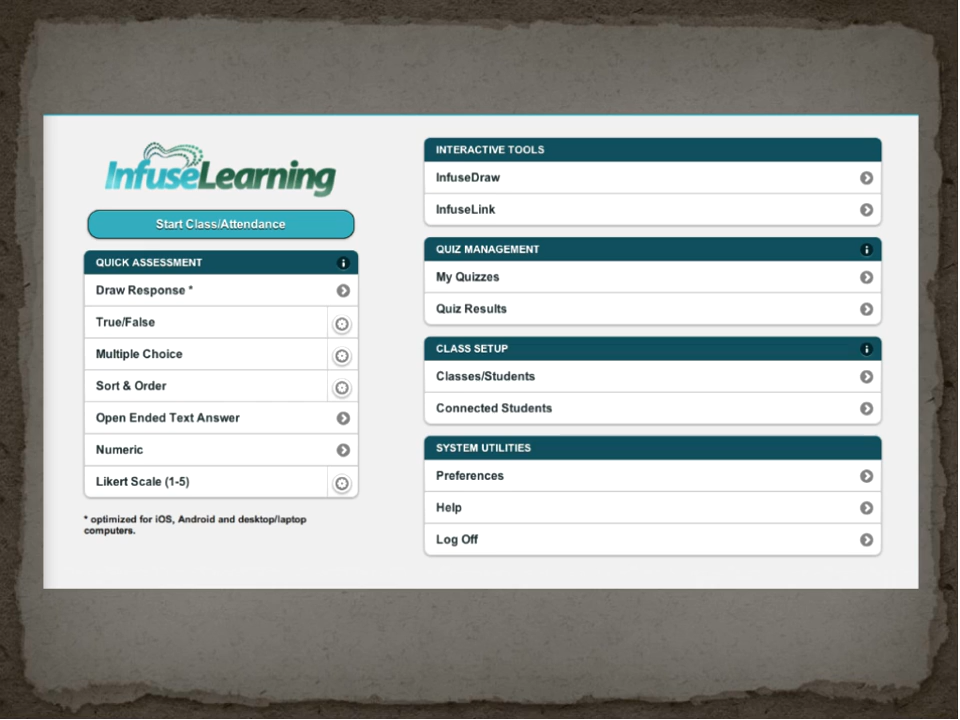 InfuseLearning
Start Class/Attendance
QUICK ASSESSMENT
Draw Response *
True/False
Multiple Choice
Sort & Order
Open Ended Text Answer
Numeric
Likert Scale (1-5)
* optimized for iOS, Android and desktop/laptop
computers.
INTERACTIVE TOOLS
InfuseDraw
InfuseLink
QUIZ MANAGEMENT
My Quizzes
Quiz Results
CLASS SETUP
Classes/Students
Connected Students
SYSTEM UTILITIES
Preferences
Help
Log Off